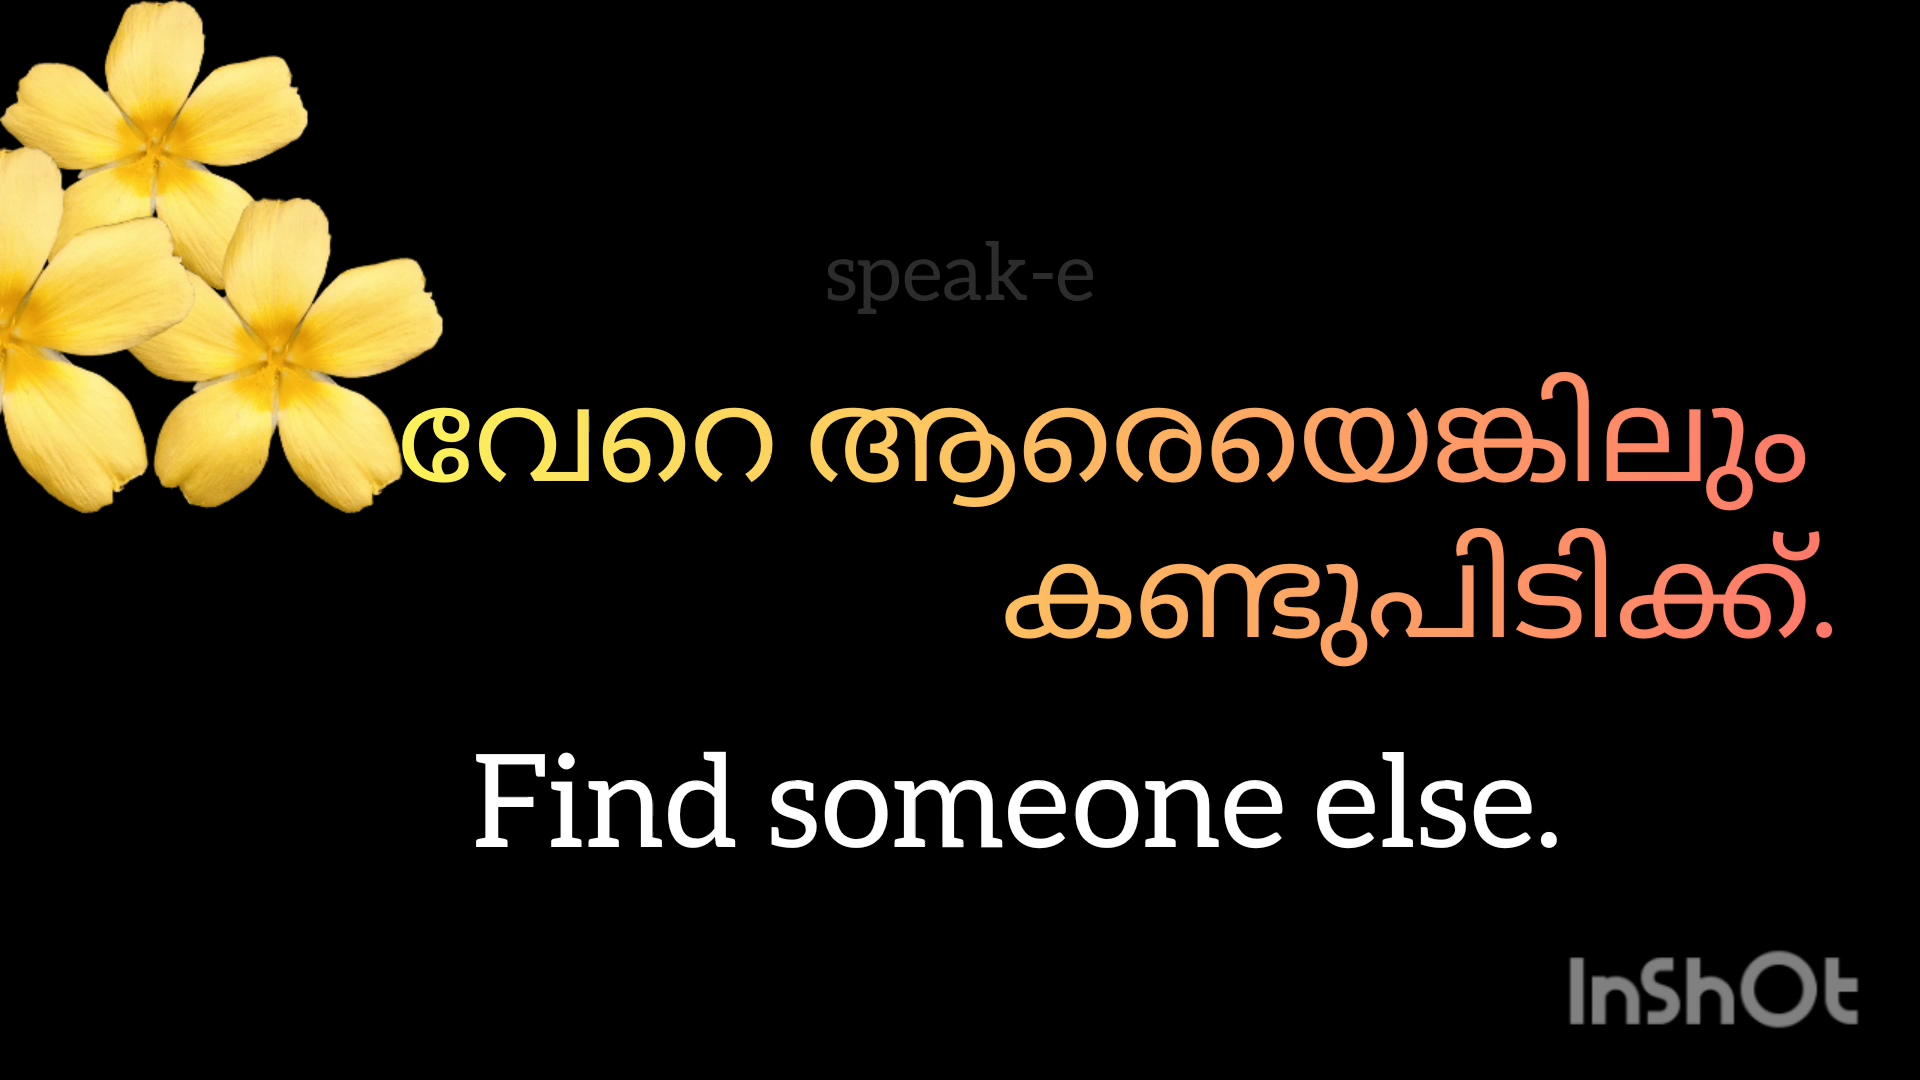 speak-e
വേറെ ആരെയെങ്കിലും
കണ്ടുപിടിക്ക്.
Find someone else.
InShOt